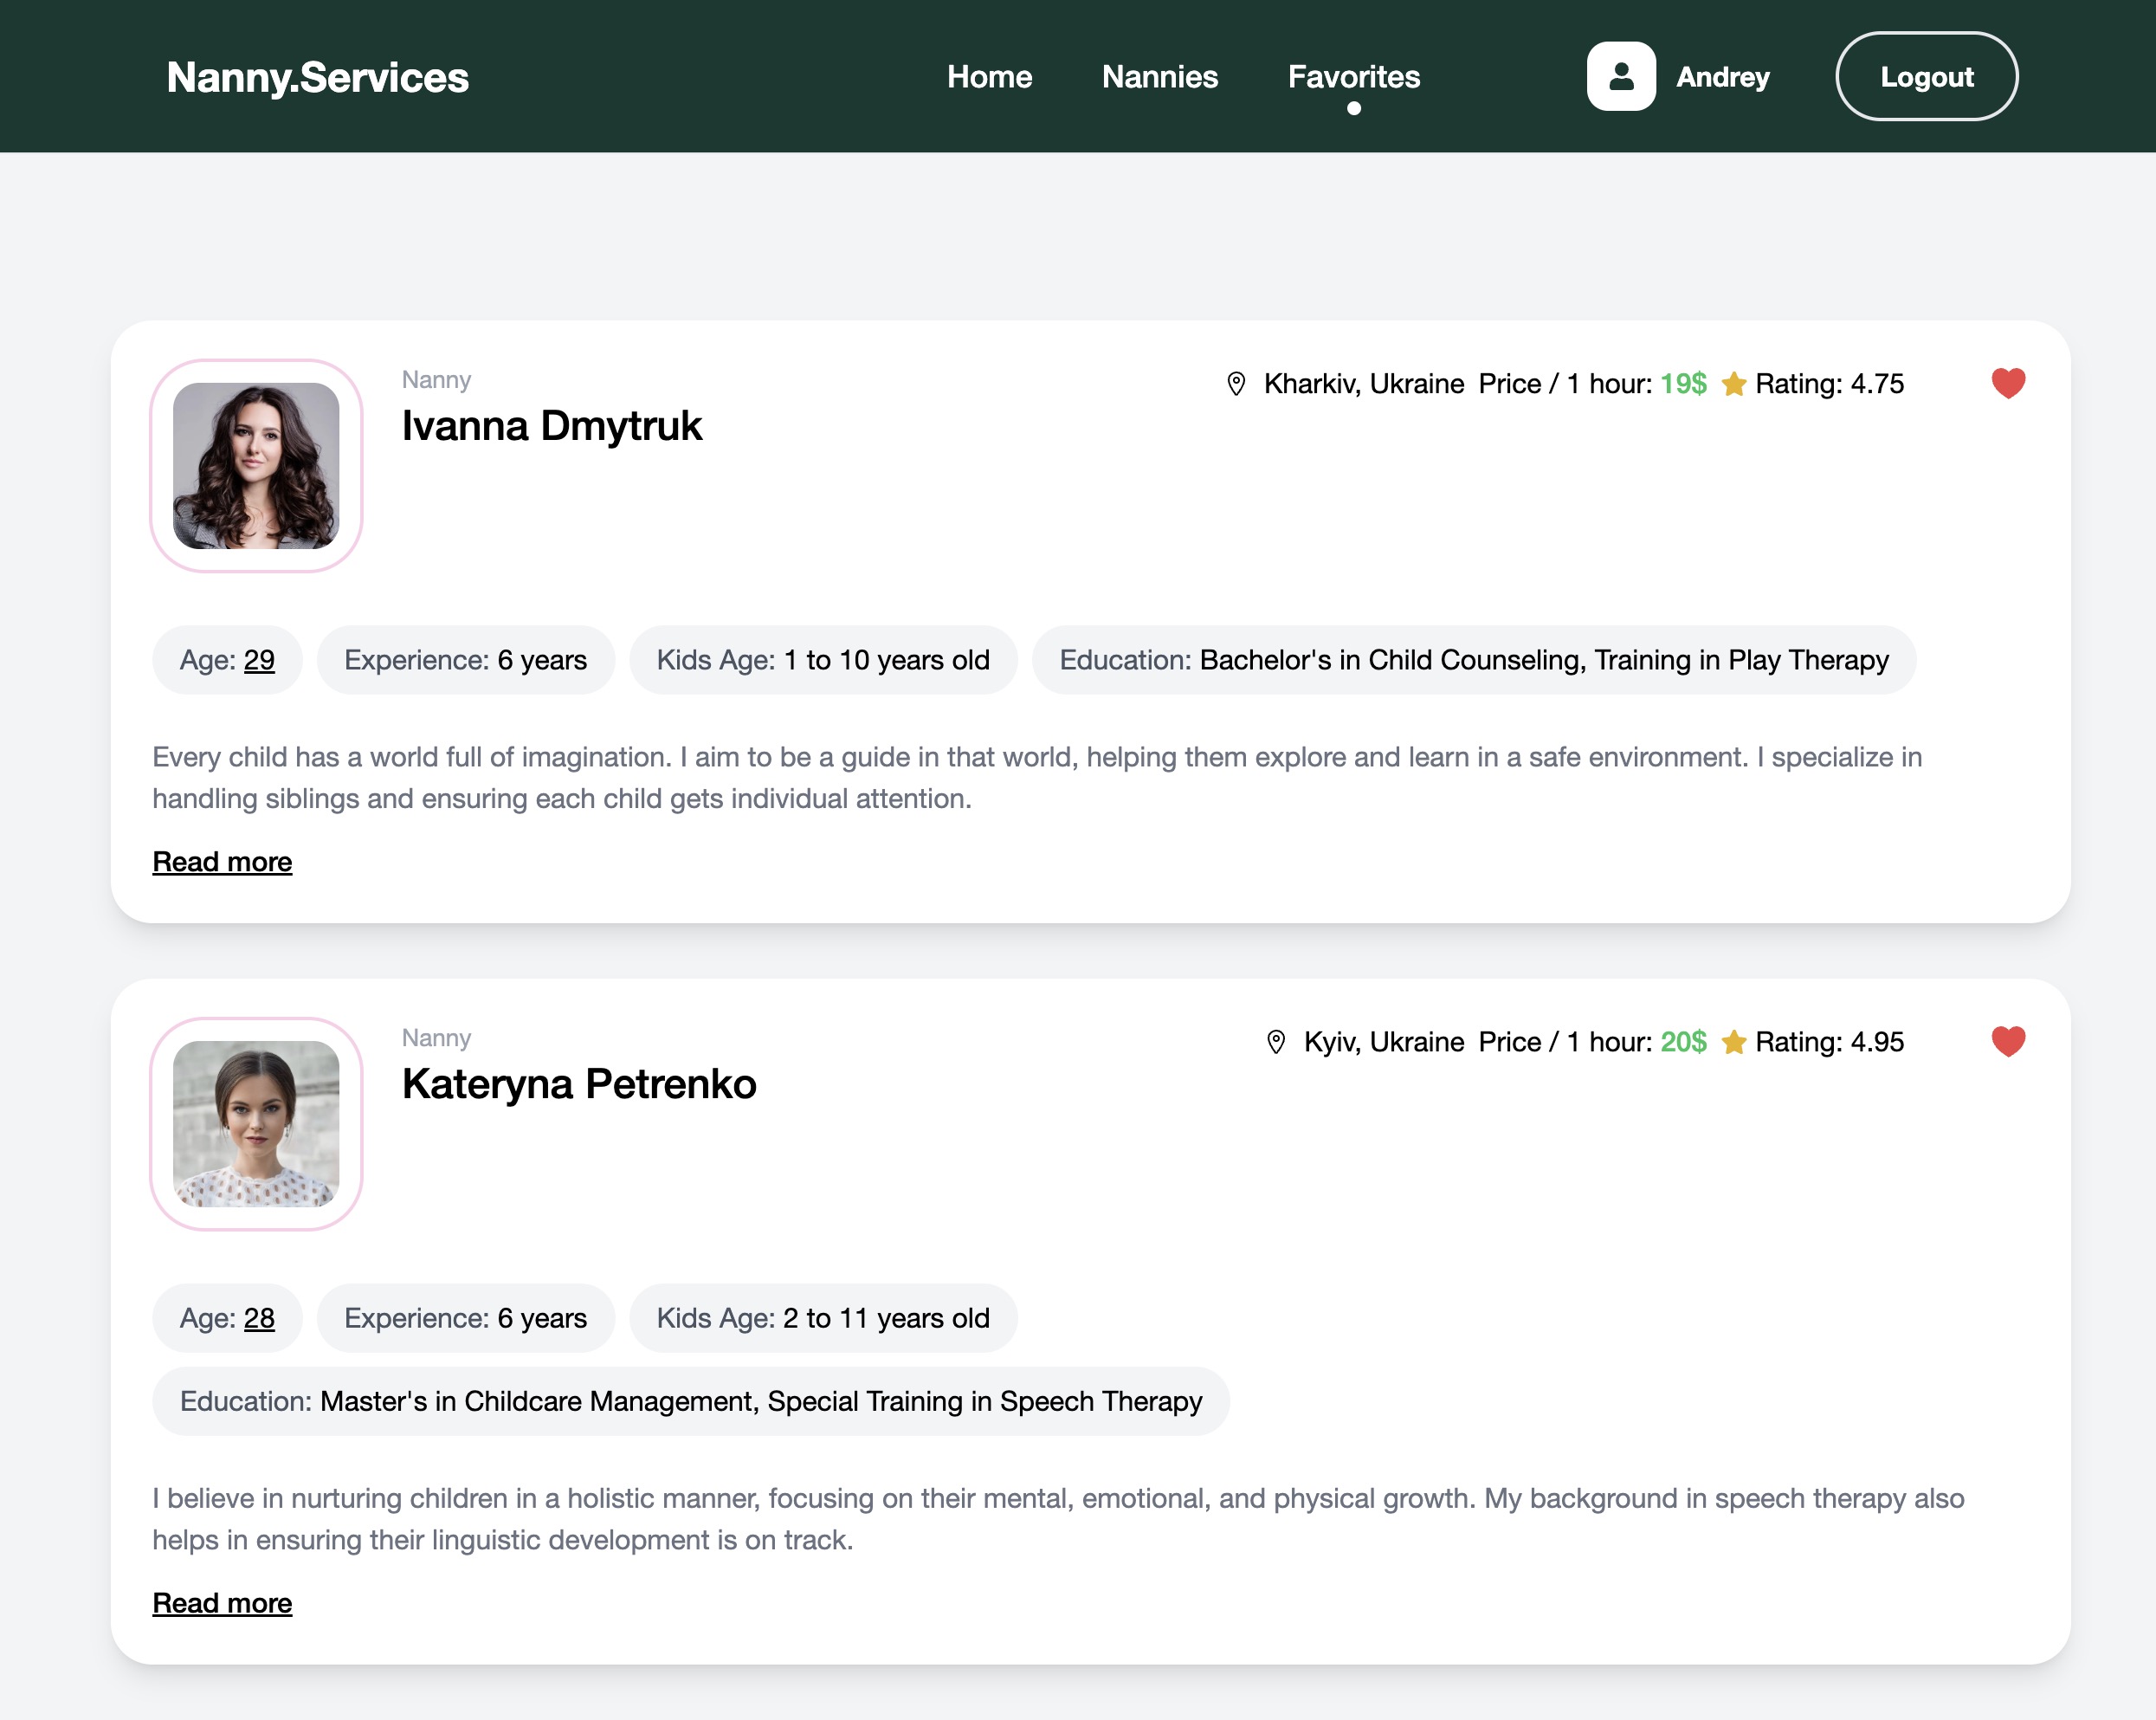 Nanny.Services Home Nannies Favorites Andrey Logout
Nanny
Ivanna Dmytruk
Kharkiv, Ukraine Price / 1 hour: 19$ Rating: 4.75
Age: 29 Experience: 6 years Kids Age: 1 to 10 years old Education: Bachelor's in Child Counseling, Training in Play Therapy
Every child has a world full of imagination. I aim to be a guide in that world, helping them explore and learn in a safe environment. I specialize in
handling siblings and ensuring each child gets individual attention.
Read more
Nanny
Kateryna Petrenko
Kyiv, Ukraine Price / 1 hour: 20$ Rating: 4.95
Age: 28 Experience: 6 years Kids Age: 2 to 11 years old
Education: Master's in Childcare Management, Special Training in Speech Therapy
I believe in nurturing children in a holistic manner, focusing on their mental, emotional, and physical growth. My background in speech therapy also
helps in ensuring their linguistic development is on track.
Read more